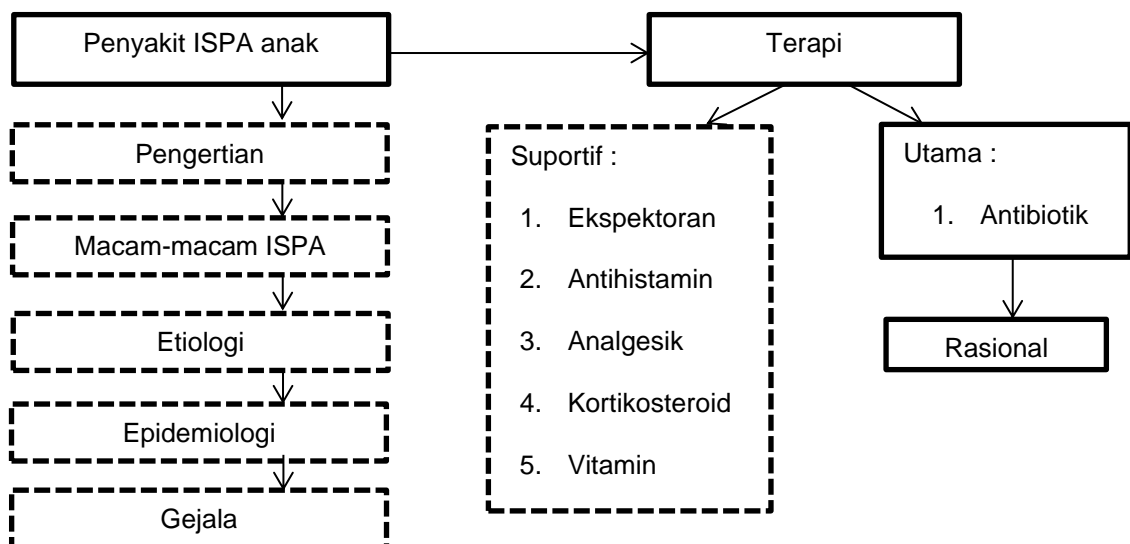 Penyakit ISPA anak
Terapi
Pengertian
Macam-macam ISPA
Etiologi
Epidemiologi
Gejala
Suportif :
1. Ekspektoran
2. Antihistamin
3. Analgesik
4. Kortikosteroid
5. Vitamin
Utama :
1. Antibiotik
Rasional